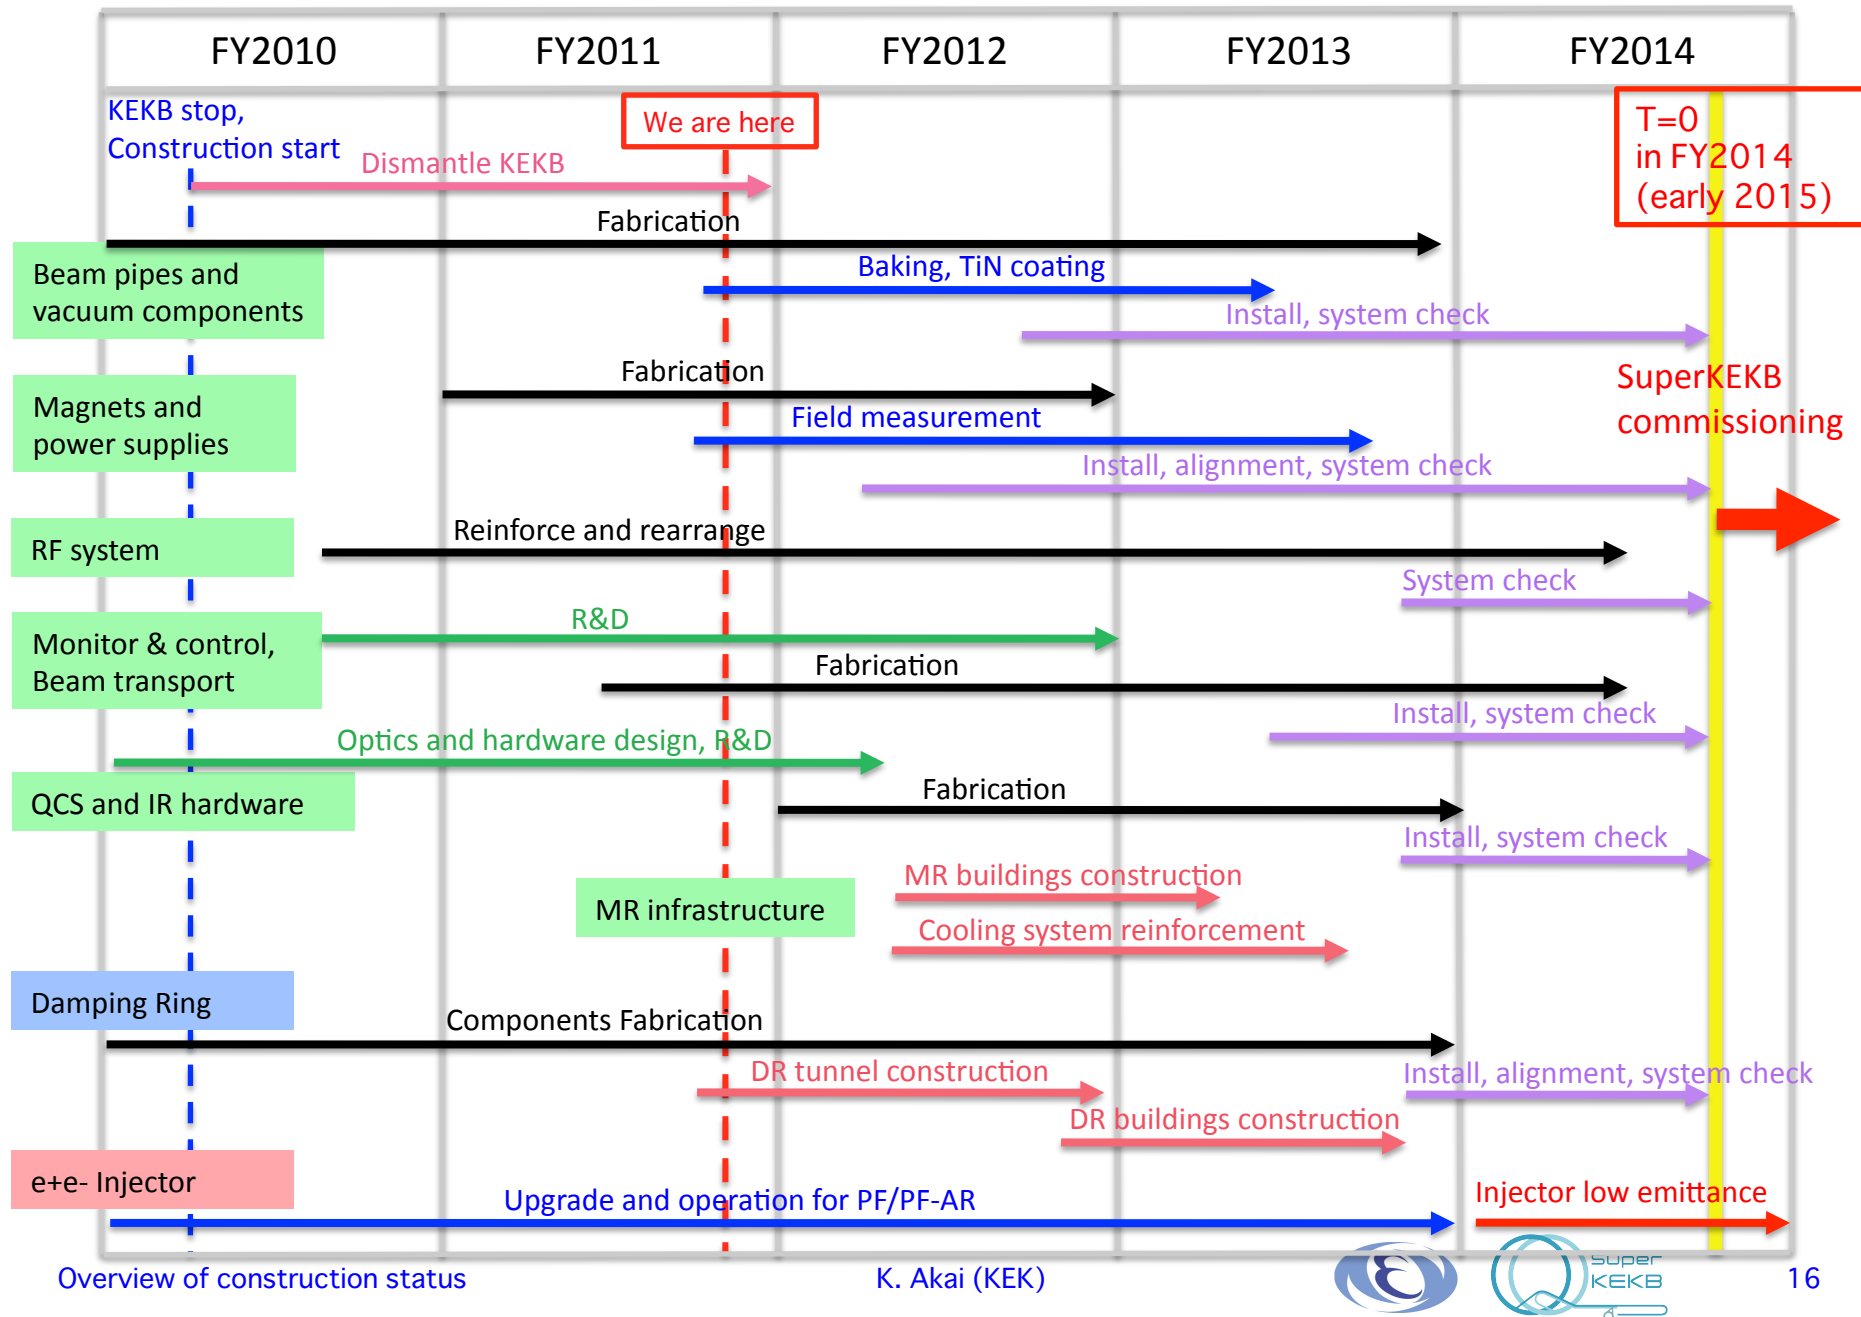 FY2010
FY2011
FY2012
FY2013
FY2014
KEKB stop,
Construction start
We are here
T=0
in FY2014
(early 2015)
Dismantle KEKB
Fabrication
Beam pipes and
vacuum components
Baking, TiN coating
Install, system check
Fabrication
Magnets and
power supplies
Field measurement
SuperKEKB
commissioning
Install, alignment, system check
RF system
Reinforce and rearrange
System check
Monitor & control,
Beam transport
R&D
Fabrication
Install, system check
Optics and hardware design, R&D
QCS and IR hardware
Fabrication
Install, system check
MR infrastructure
MR buildings construction
Cooling system reinforcement
Damping Ring
Components Fabrication
DR tunnel construction
Install, alignment, system check
DR buildings construction
e+e- Injector
Upgrade and operation for PF/PF-AR
Injector low emittance
Overview of construction status
K. Akai (KEK)
Super
KEKB
16